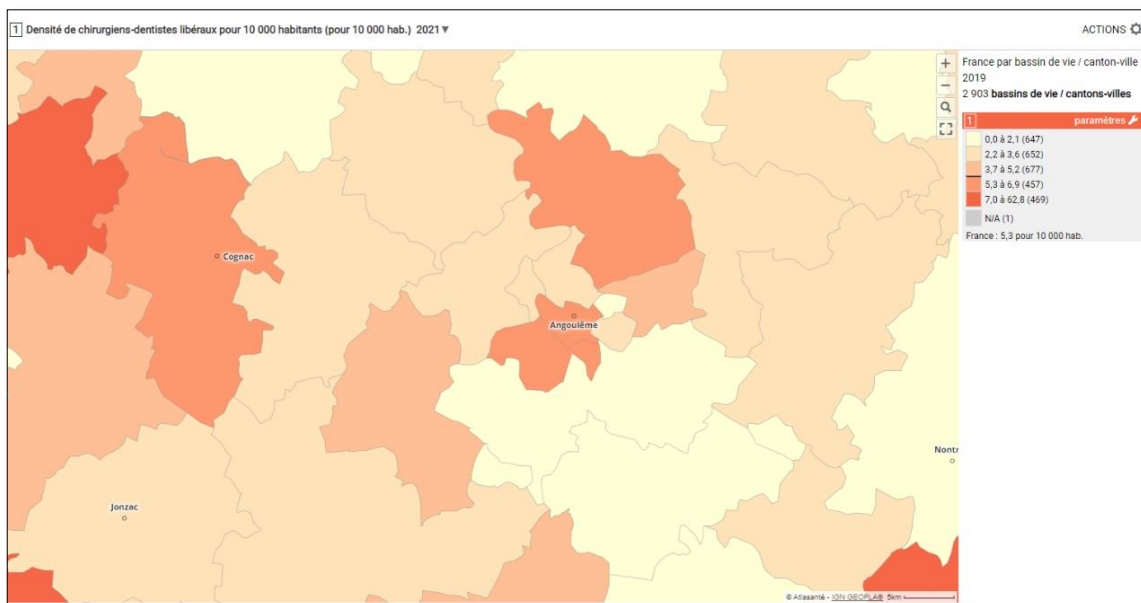 1 Densité de chirurgiens-dentistes libéraux pour 10 000 habitants (pour 10 000 hab.) 2021 ▼
ACTIONS
+
−
France par bassin de vie / canton-ville
2019
2 903 bassins de vie / cantons-villes
1 paramètres
0,0 à 2,1 (647)
2,2 à 3,6 (652)
3,7 à 5,2 (677)
5,3 à 6,9 (457)
7,0 à 62,8 (469)
N/A (1)
France : 5,3 pour 10 000 hab.
Cognac
Angoulême
Nontr
Jonzac
© Atlasanté - IGN GEOFLA® 5km